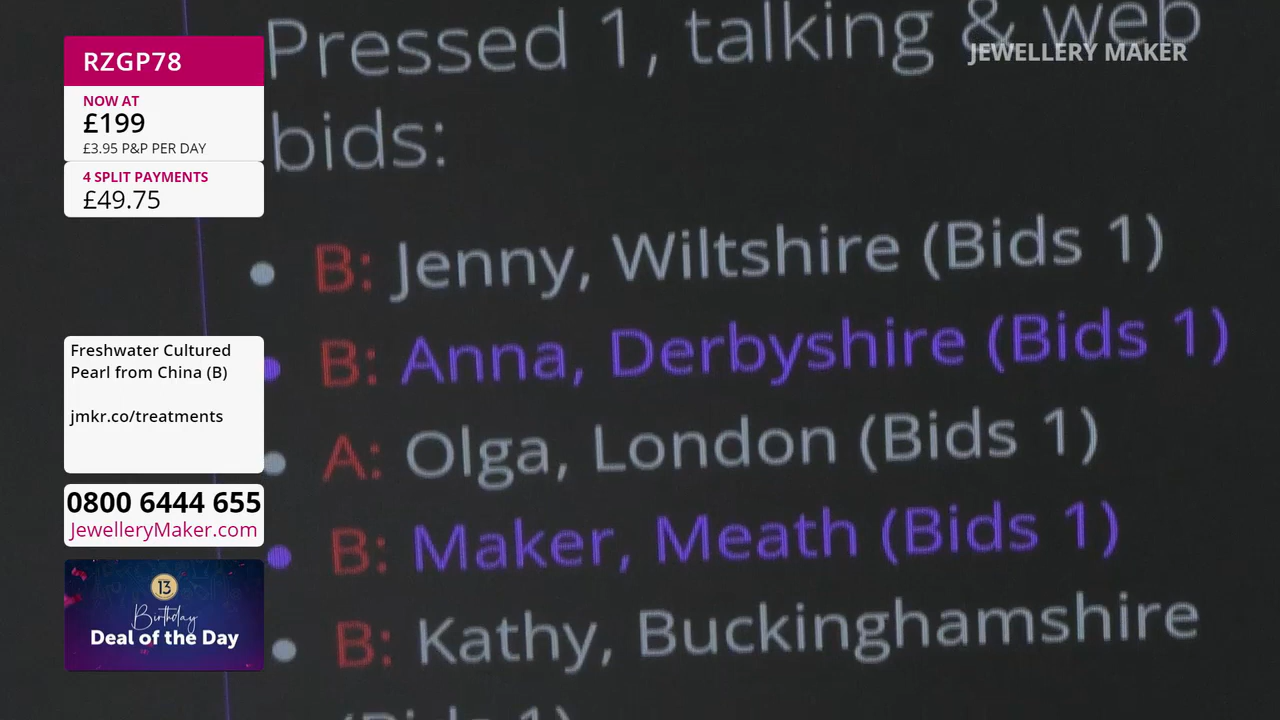 RZGP78
NOW AT
£199
£3.95 P&P PER DAY
4 SPLIT PAYMENTS
£49.75
Freshwater Cultured
Pearl from China (B)
jmkr.co/treatments
0800 6444 655
JewelleryMaker.com
13
Birthday
Deal of the Day
JEWELLERY MAKER
Pressed 1, talking & web
bids:
B: Jenny, Wiltshire (Bids 1)
B: Anna, Derbyshire (Bids 1)
A: Olga, London (Bids 1)
B: Maker, Meath (Bids 1)
B: Kathy, Buckinghamshire
(Bids 1)